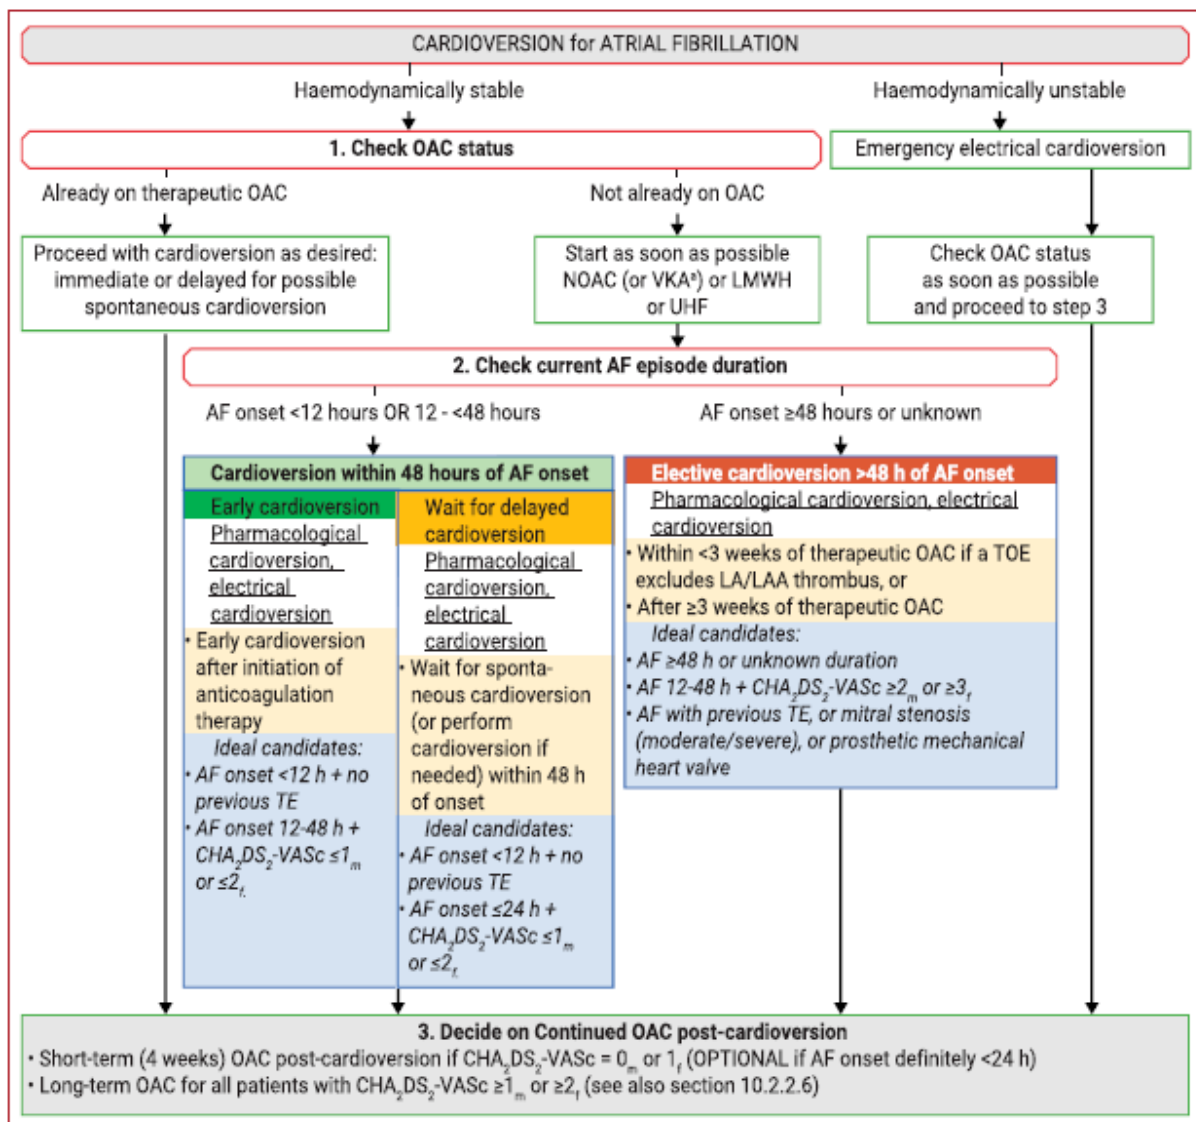 CARDIOVERSION for ATRIAL FIBRILLATION
Haemodynamically stable
Haemodynamically unstable
1. Check OAC status
Emergency electrical cardioversion
Already on therapeutic OAC
Not already on OAC
Proceed with cardioversion as desired:
immediate or delayed for possible
spontaneous cardioversion
Start as soon as possible
NOAC (or VKAᵃ) or LMWH
or UHF
Check OAC status
as soon as possible
and proceed to step 3
2. Check current AF episode duration
AF onset <12 hours OR 12 - <48 hours
AF onset ≥48 hours or unknown
Cardioversion within 48 hours of AF onset
Early cardioversion
Pharmacological
cardioversion,
electrical
cardioversion
• Early cardioversion
after initiation of
anticoagulation
therapy
Ideal candidates:
• AF onset <12 h + no
previous TE
• AF onset 12-48 h +
CHA₂DS₂-VASc ≤1m
or ≤2f.
Wait for delayed
cardioversion
Pharmacological
cardioversion,
electrical
cardioversion
• Wait for sponta-
neous cardioversion
(or perform
cardioversion if
needed) within 48 h
of onset
Ideal candidates:
• AF onset <12 h + no
previous TE
• AF onset ≤24 h +
CHA₂DS₂-VASc ≤1m
or ≤2f.
Elective cardioversion >48 h of AF onset
Pharmacological cardioversion, electrical
cardioversion
• Within <3 weeks of therapeutic OAC if a TOE
excludes LA/LAA thrombus, or
• After ≥3 weeks of therapeutic OAC
Ideal candidates:
• AF ≥48 h or unknown duration
• AF 12-48 h + CHA₂DS₂-VASc ≥2m or ≥3f
• AF with previous TE, or mitral stenosis
(moderate/severe), or prosthetic mechanical
heart valve
3. Decide on Continued OAC post-cardioversion
• Short-term (4 weeks) OAC post-cardioversion if CHA₂DS₂-VASc = 0m or 1f (OPTIONAL if AF onset definitely <24 h)
• Long-term OAC for all patients with CHA₂DS₂-VASc ≥1m or ≥2f (see also section 10.2.2.6)